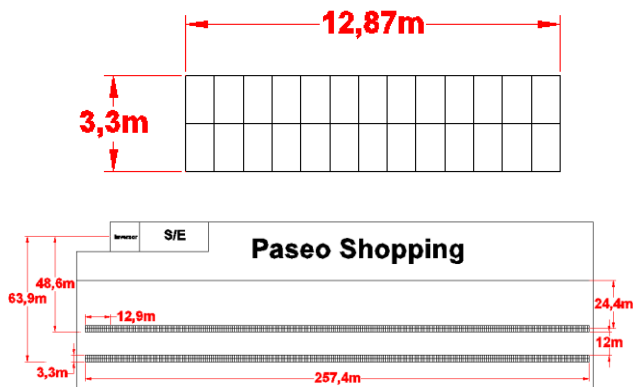 12,87m
3,3m
Inversor
S/E
Paseo Shopping
48,6m
63,9m
24,4m
12,9m
12m
3,3m
257,4m